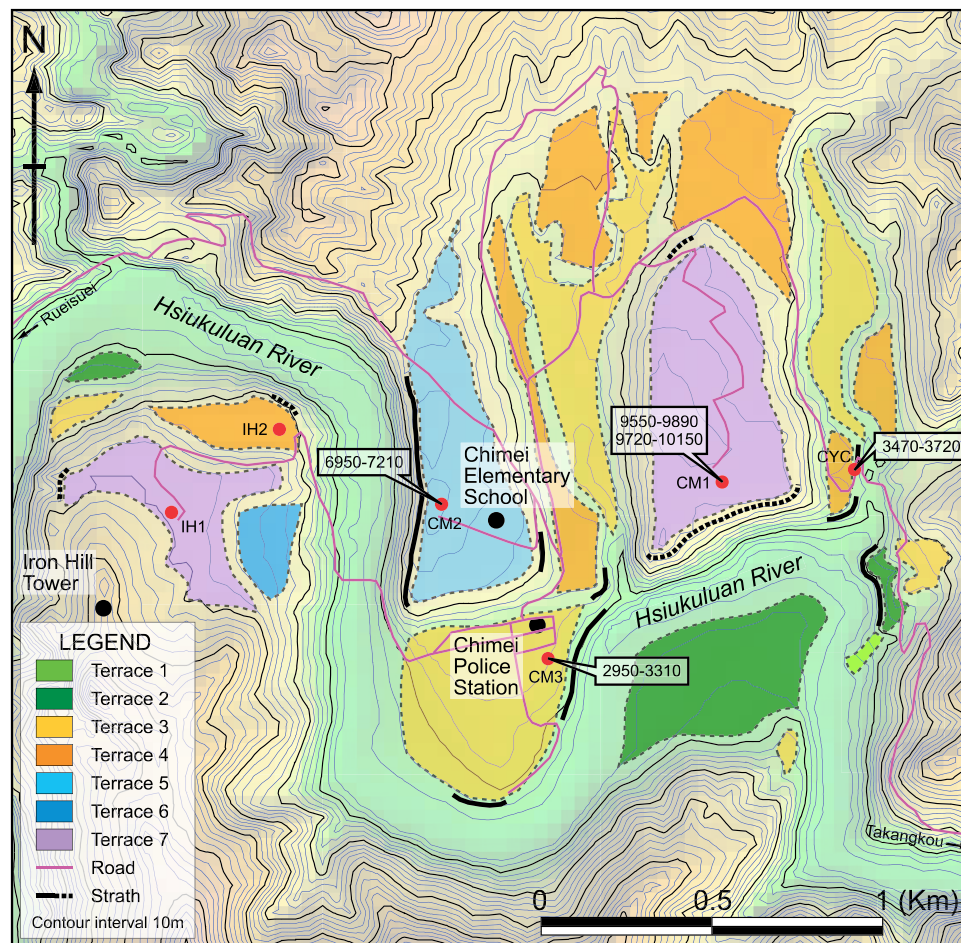 N
Rueisuei
Hsiukuluan River
IH2
9550-9890
9720-10150
6950-7210
Chimei
Elementary
School
CYC
3470-3720
CM1
CM2
IH1
Iron Hill
Tower
Hsiukuluan River
Chimei
Police
Station
CM3
2950-3310
LEGEND
Terrace 1
Terrace 2
Terrace 3
Terrace 4
Terrace 5
Terrace 6
Terrace 7
Road
Strath
Contour interval 10m
Takangkou
0 0.5 1 (Km)